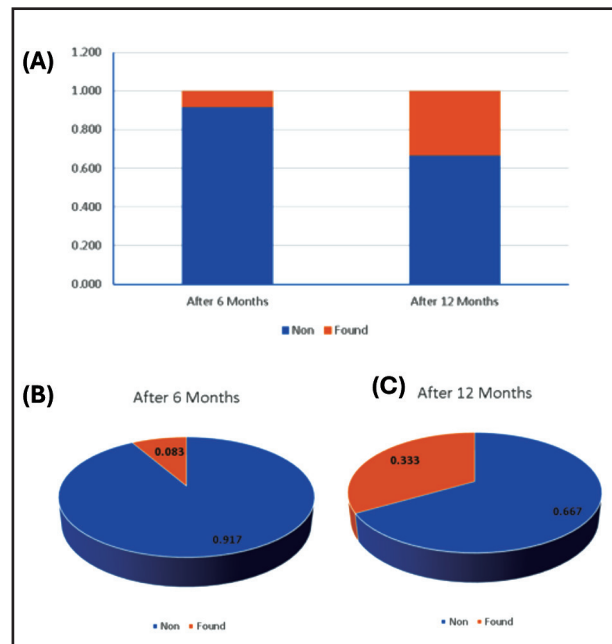 (A)
1.200
1.000
0.800
0.600
0.400
0.200
0.000
After 6 Months After 12 Months
Non Found
(B)
After 6 Months
0.083
0.917
Non Found
(C)
After 12 Months
0.333
0.667
Non Found